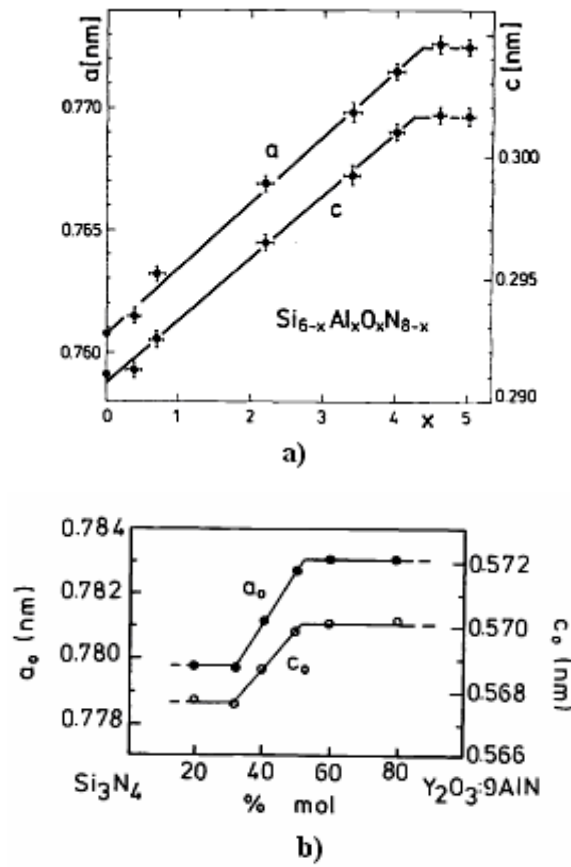 a [nm]
c [nm]
0.770
0.765
0.750
0.300
0.295
0.290
a
c
Si6-xAlxOxN8-x
0 1 2 3 4 x 5
a)
0.784
0.782
0.780
0.778
a₀ (nm)
0.572
0.570
0.568
0.566
c₀ (nm)
a₀
c₀
20 40 60 80
Si₃N₄
Y₂O₃:9AlN
% mol
b)